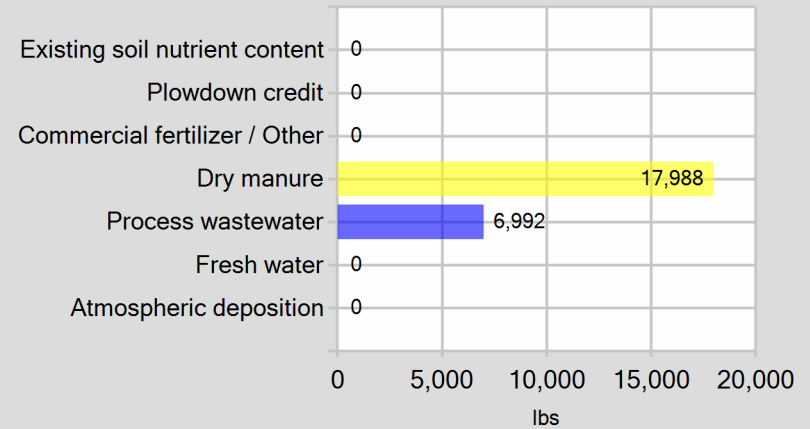 Existing soil nutrient content 0
Plowdown credit 0
Commercial fertilizer / Other 0
Dry manure 17,988
Process wastewater 6,992
Fresh water 0
Atmospheric deposition 0
0 5,000 10,000 15,000 20,000
lbs